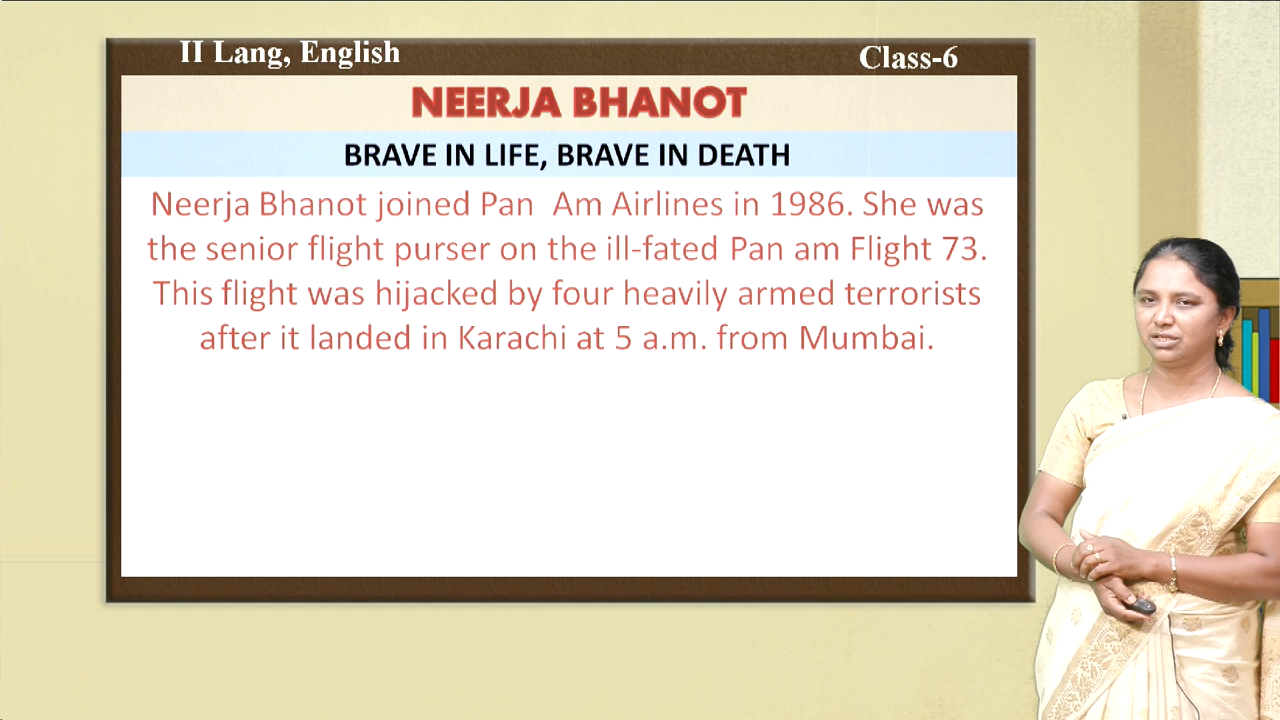 II Lang, English
Class-6
NEERJA BHANOT
BRAVE IN LIFE, BRAVE IN DEATH
Neerja Bhanot joined Pan  Am Airlines in 1986. She was
the senior flight purser on the ill-fated Pan am Flight 73.
This flight was hijacked by four heavily armed terrorists
after it landed in Karachi at 5 a.m. from Mumbai.